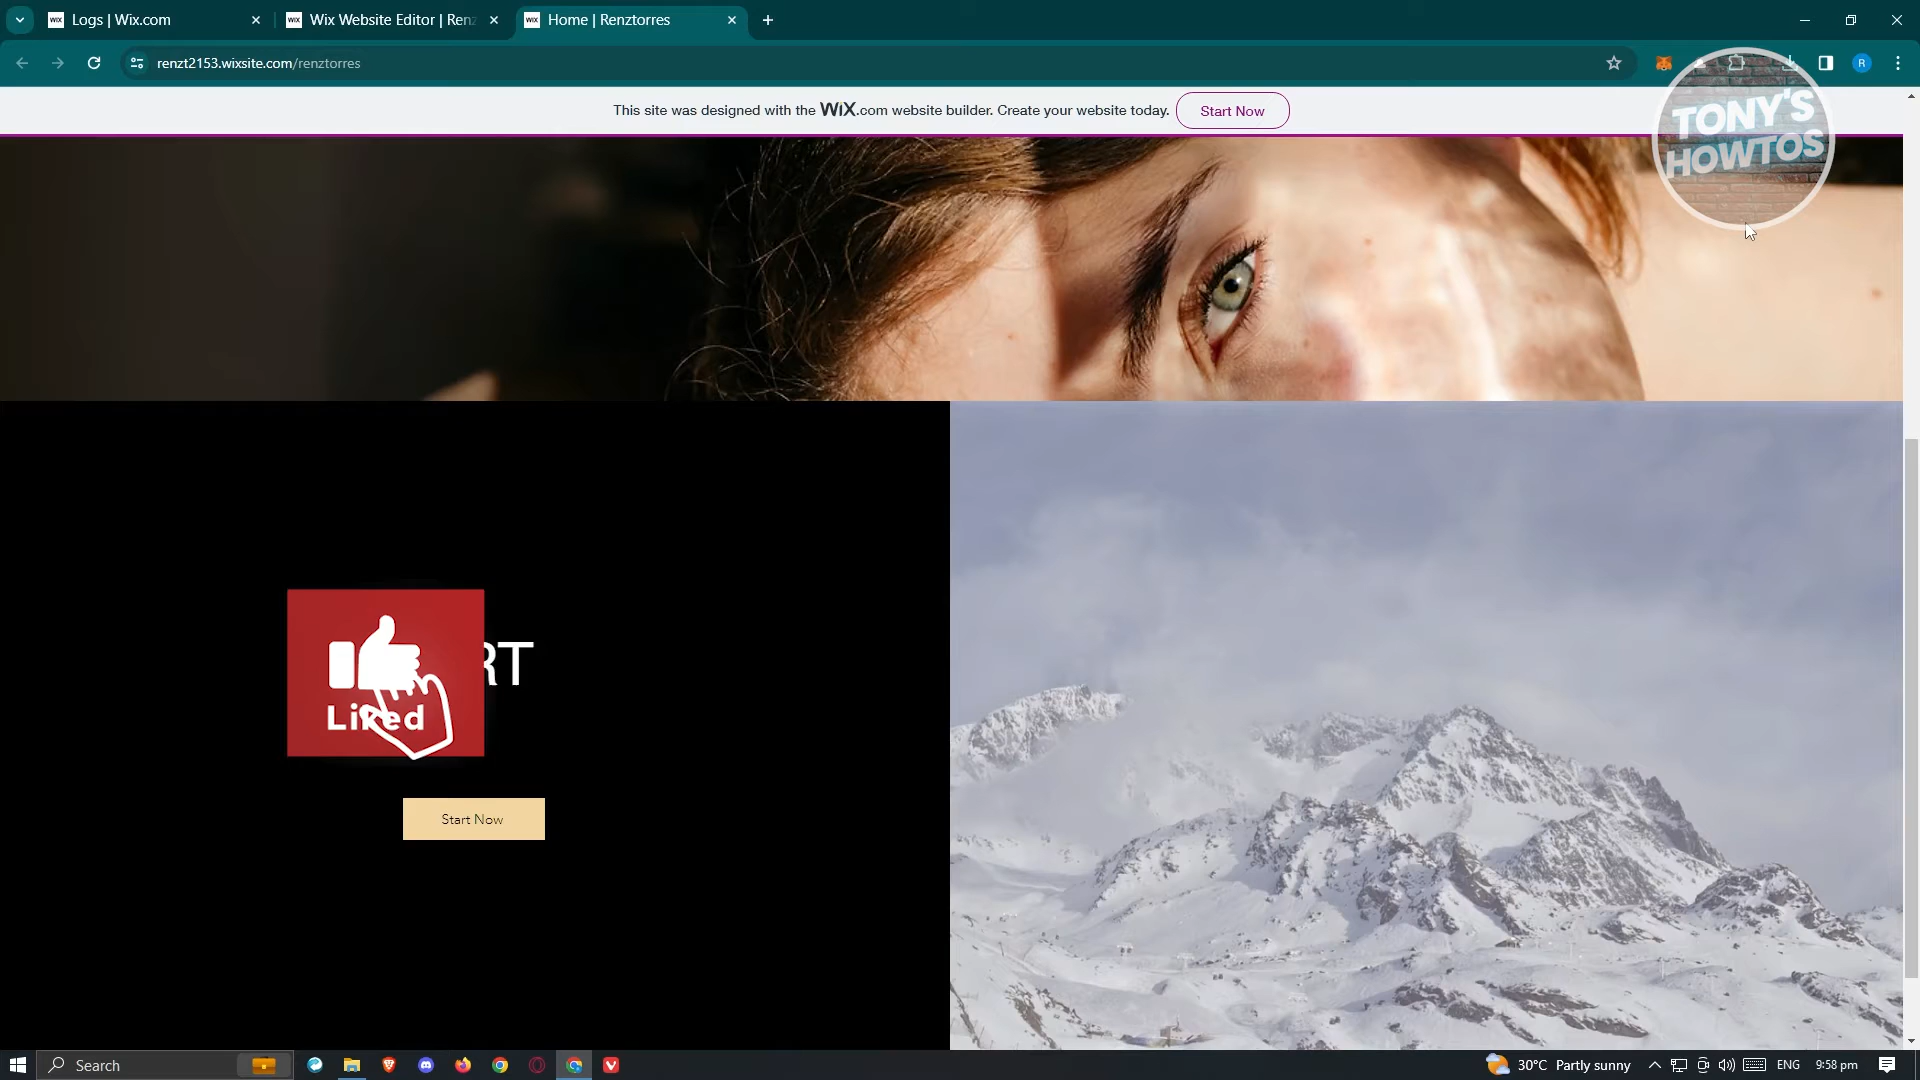 Logs | Wix.com
Wix Website Editor | Renz
Home | Renztorres
renzt2153.wixsite.com/renztorres
R
This site was designed with the WiX.com website builder. Create your website today.
Start Now
TONY'S
HOWTOS
RT
Liked
Start Now
Search
30°C Partly sunny
ENG
9:58 pm